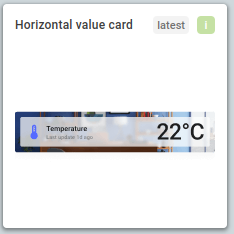 Horizontal value card latest i
Temperature
Last update 1d ago
22°C